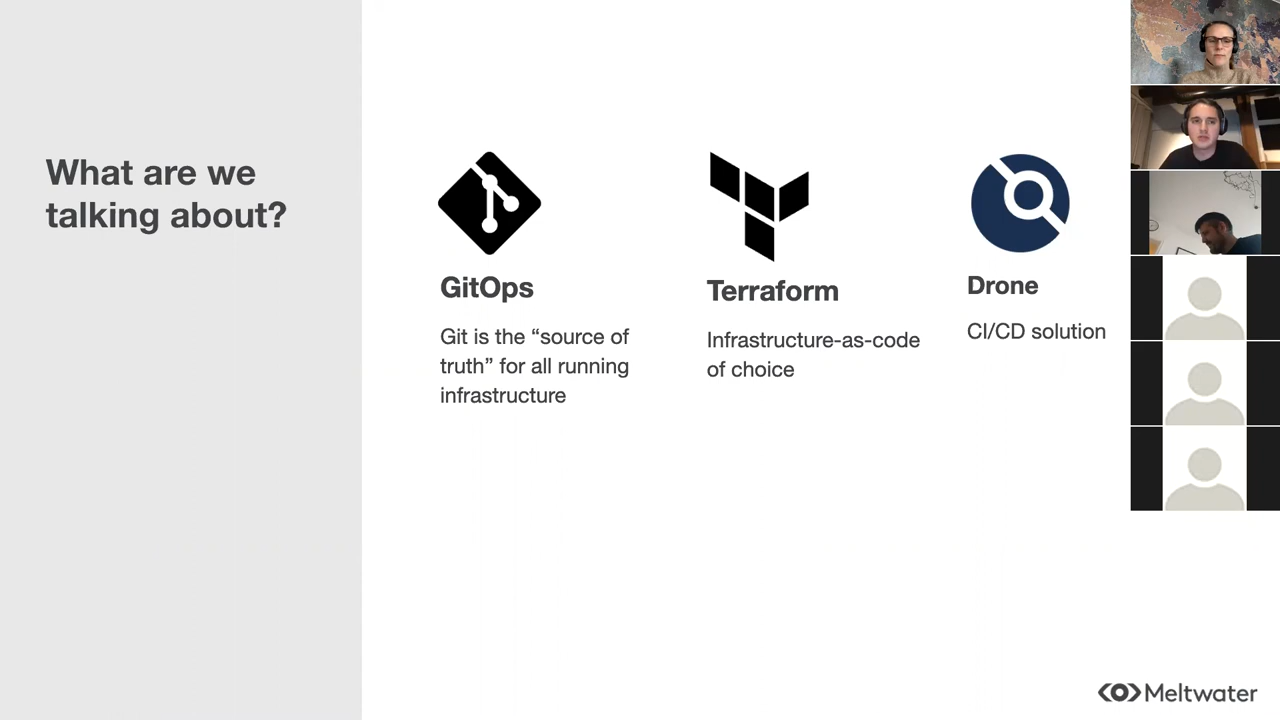 What are we
talking about?
GitOps
Git is the “source of
truth” for all running
infrastructure
Terraform
Infrastructure-as-code
of choice
Drone
CI/CD solution
Meltwater